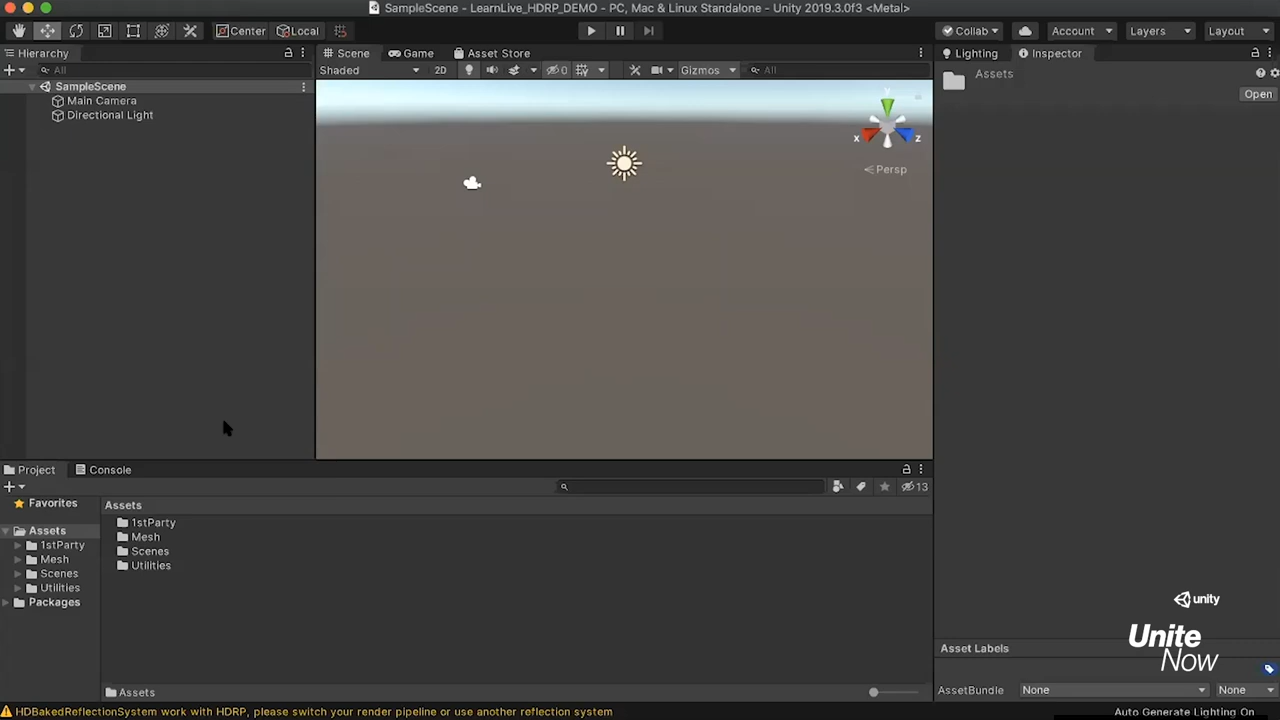 SampleScene - LearnLive_HDRP_DEMO - PC, Mac & Linux Standalone - Unity 2019.3.0f3 <Metal>
Center Local Collab Account Layers Layout
Hierarchy Scene Game Asset Store Lighting Inspector
All Shaded 2D 0 Gizmos All Assets
Open
SampleScene
Main Camera
Directional Light
y
x z
Persp
Project Console
13
Favorites Assets
Assets 1stParty
1stParty Mesh
Mesh Scenes
Scenes Utilities
Utilities
Packages
unity
Unite
Now
Asset Labels
Assets AssetBundle None None
HDBakedReflectionSystem work with HDRP, please switch your render pipeline or use another reflection system Auto Generate Lighting On